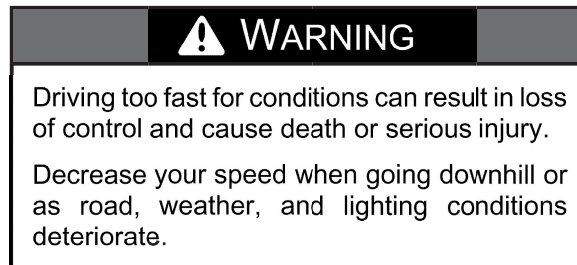 WARNING
Driving too fast for conditions can result in loss
of control and cause death or serious injury.
Decrease your speed when going downhill or
as road, weather, and lighting conditions
deteriorate.